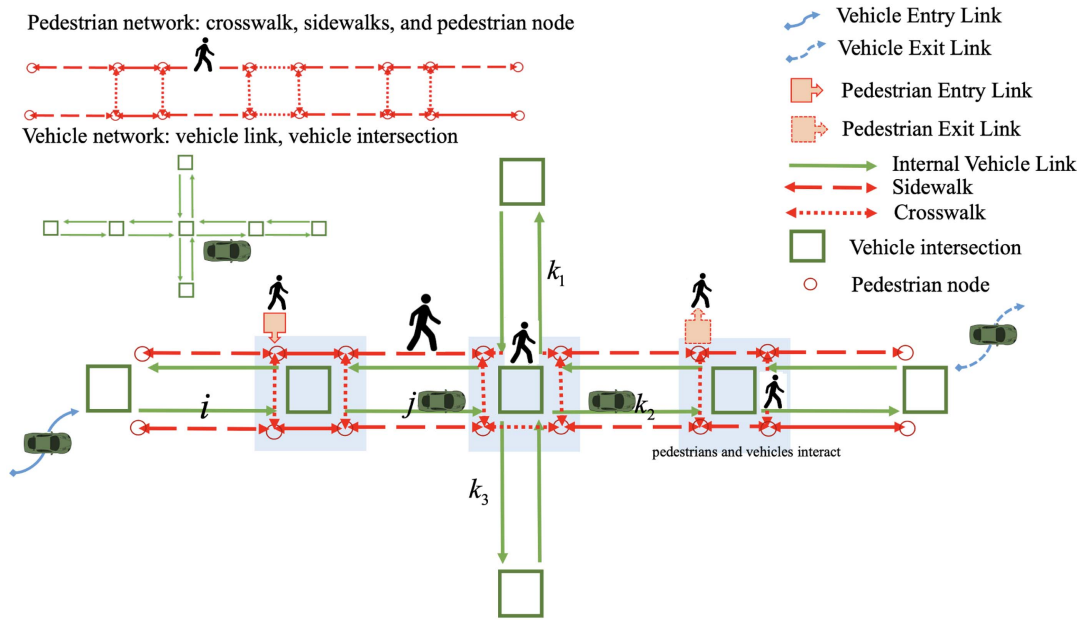 Pedestrian network: crosswalk, sidewalks, and pedestrian node
Vehicle network: vehicle link, vehicle intersection
Vehicle Entry Link
Vehicle Exit Link
Pedestrian Entry Link
Pedestrian Exit Link
Internal Vehicle Link
Sidewalk
Crosswalk
Vehicle intersection
Pedestrian node
k1
i
j
k2
pedestrians and vehicles interact
k3